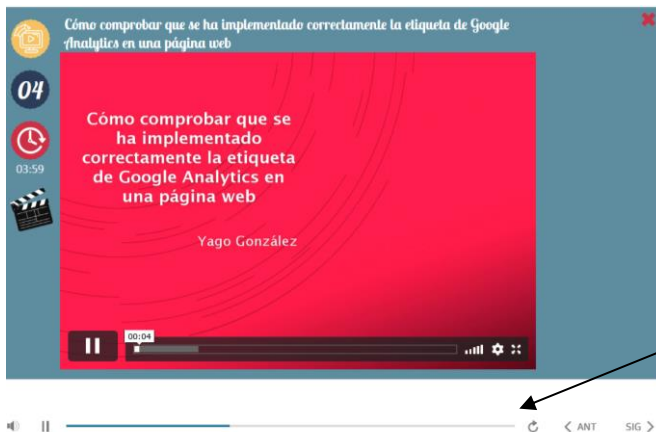 Cómo comprobar que se ha implementado correctamente la etiqueta de Google
Analytics en una página web
04
03:59
Cómo comprobar que se
ha implementado
correctamente la etiqueta
de Google Analytics en
una página web
Yago González
00:04
ANT
SIG